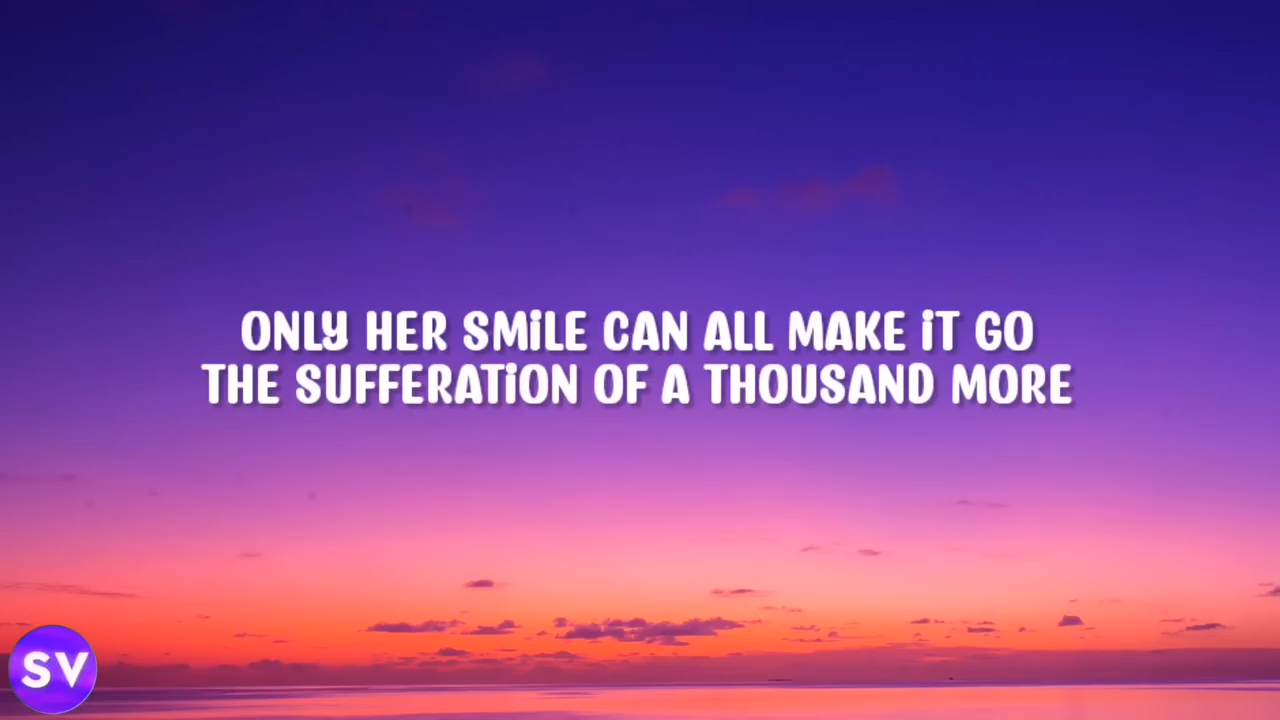 ONLY HER SMiLE CAN ALL MAKE iT GO
THE SUFFERATiON OF A THOUSAND MORE
SV